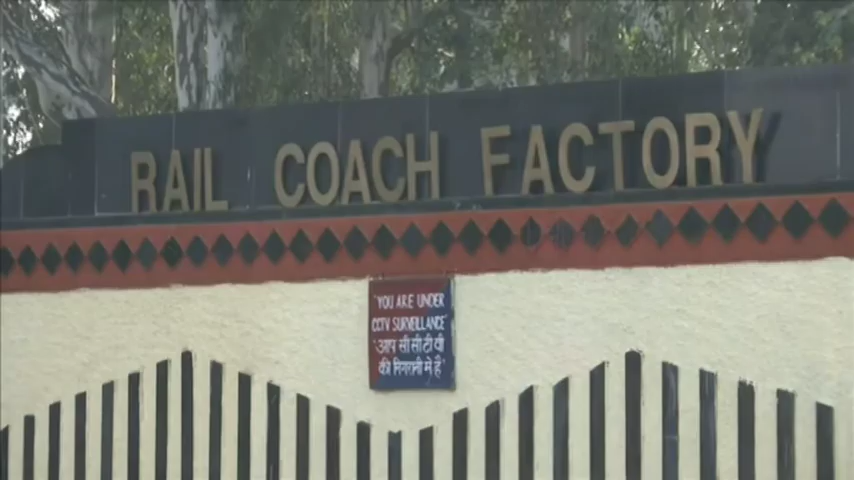 RAIL COACH FACTORY
"YOU ARE UNDER
CCTV SURVEILLANCE"
"आप सी सी टी वी
की निगरानी मे है"